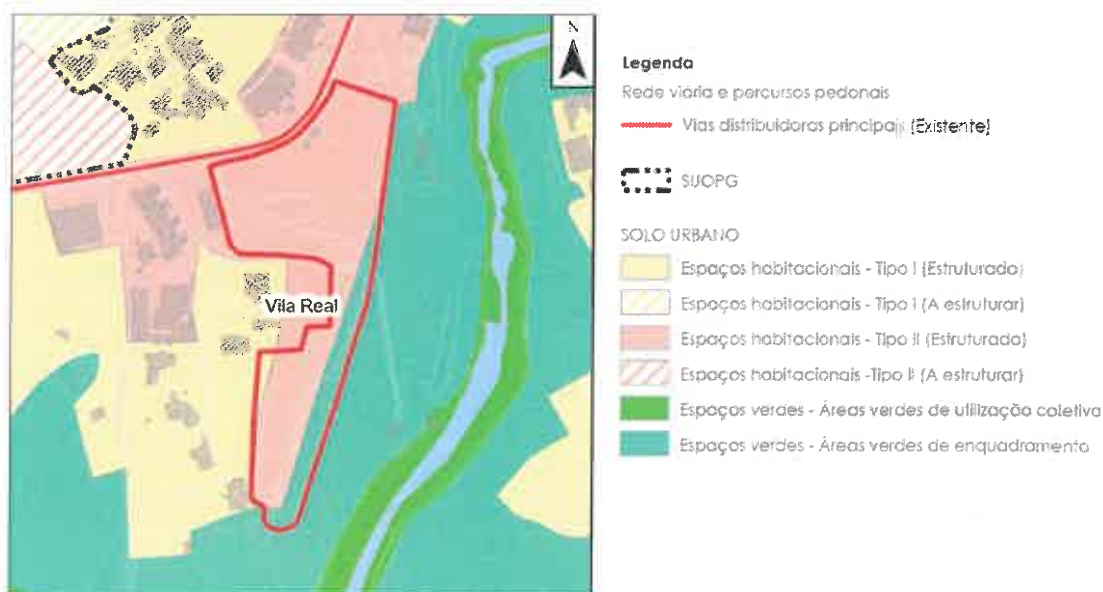 N
Vila Real
Legenda
Rede viária e percursos pedonais
Vias distribuidoras principais (Existente)
SUOPG
SOLO URBANO
Espaços habitacionais - Tipo I (Estruturado)
Espaços habitacionais - Tipo I (A estruturar)
Espaços habitacionais - Tipo II (Estruturado)
Espaços habitacionais -Tipo II (A estruturar)
Espaços verdes - Áreas verdes de utilização coletiva
Espaços verdes - Áreas verdes de enquadramento